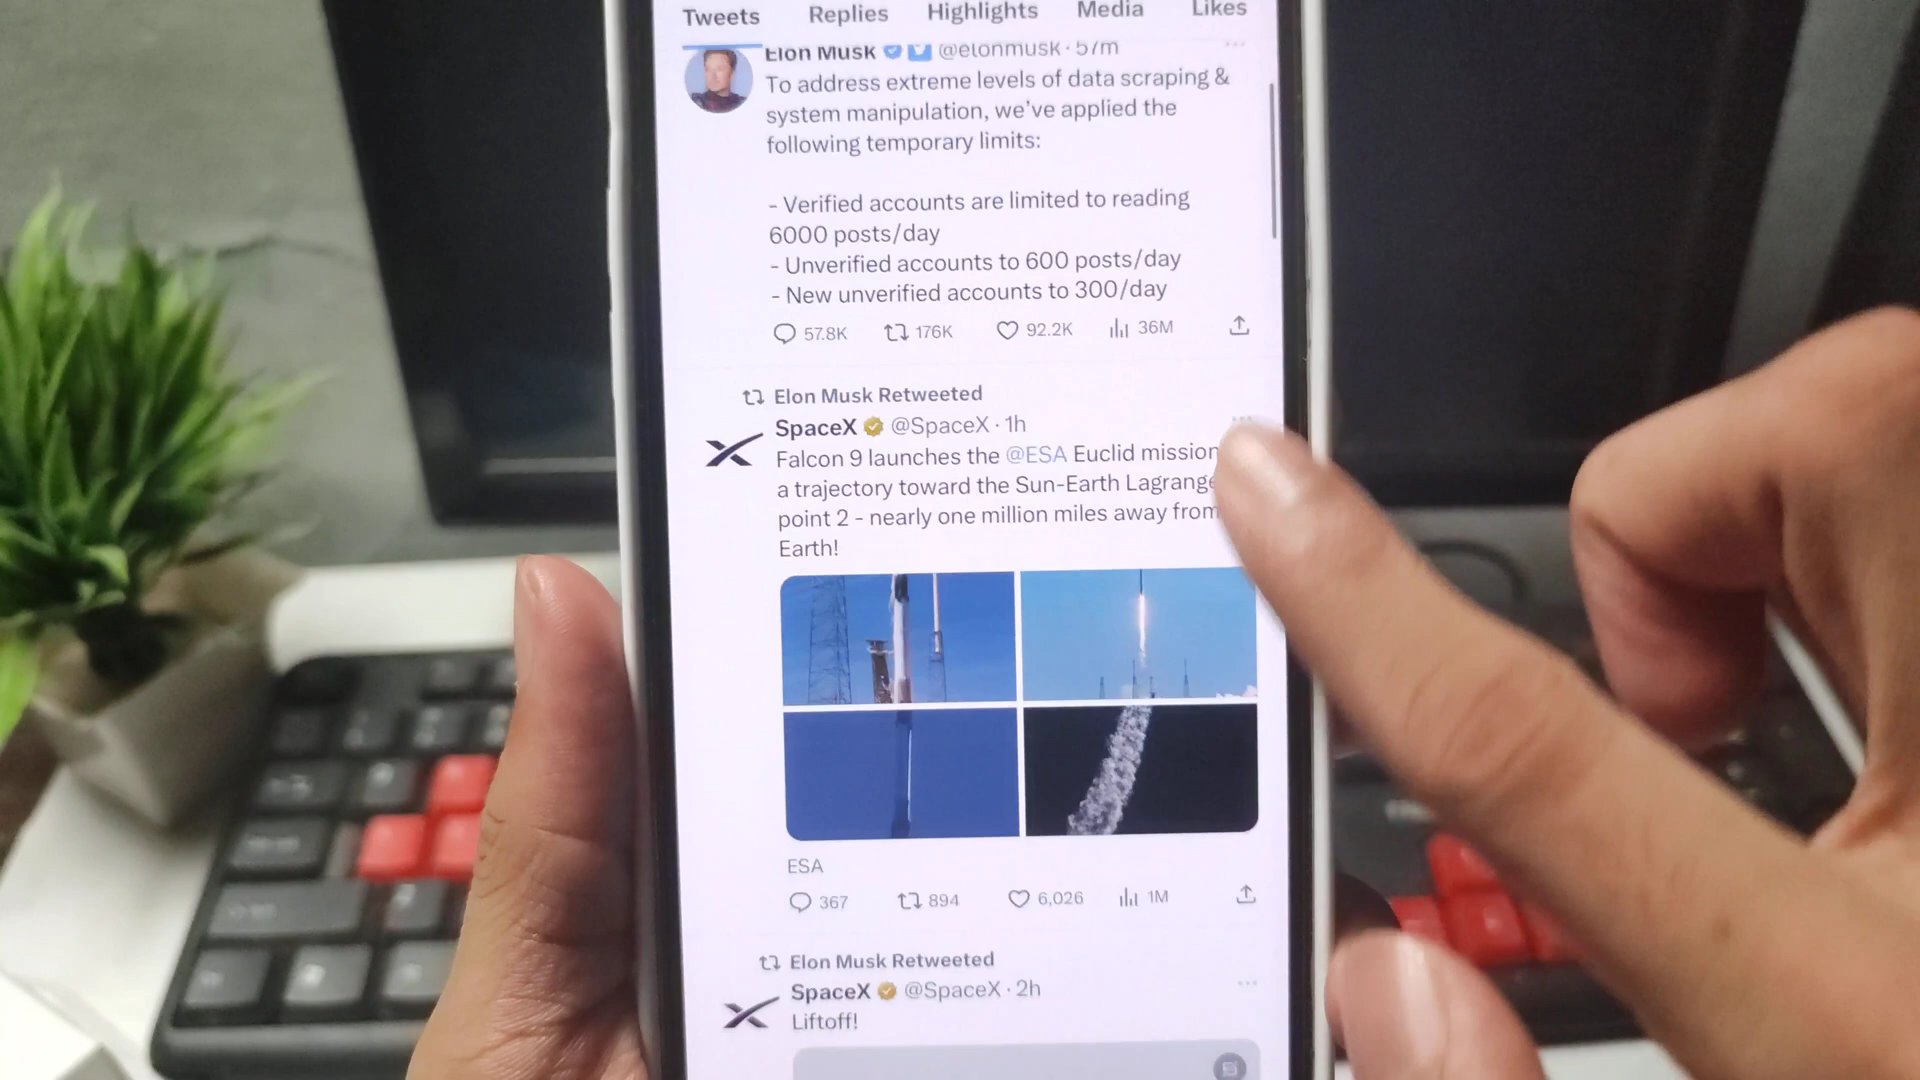 Tweets Replies Highlights Media Likes
Elon Musk @elonmusk · 57m
To address extreme levels of data scraping &
system manipulation, we've applied the
following temporary limits:
- Verified accounts are limited to reading
6000 posts/day
- Unverified accounts to 600 posts/day
- New unverified accounts to 300/day
57.8K 176K 92.2K 36M
Elon Musk Retweeted
SpaceX @SpaceX · 1h
Falcon 9 launches the @ESA Euclid mission
a trajectory toward the Sun-Earth Lagrange
point 2 - nearly one million miles away from
Earth!
ESA
367 894 6,026 1M
Elon Musk Retweeted
SpaceX @SpaceX · 2h
Liftoff!